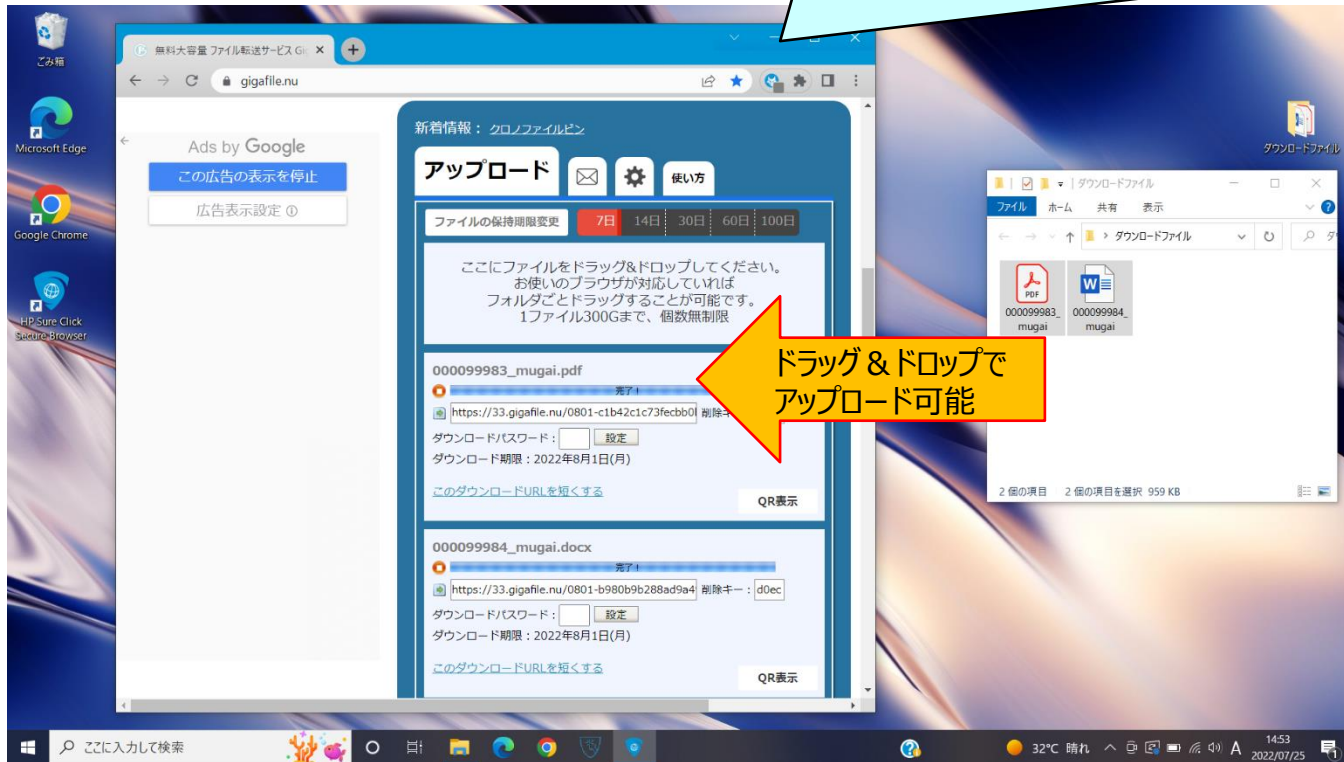 ごみ箱
Microsoft Edge
Google Chrome
HP Sure Click
Secure Browser
無料大容量 ファイル転送サービス
gigafile.nu
Ads by Google
この広告の表示を停止
広告表示設定
新着情報： クロノファイルピン
アップロード
使い方
ファイルの保持期限変更
7日 14日 30日 60日 100日
ここにファイルをドラッグ&ドロップしてください。
お使いのブラウザが対応していれば
フォルダごとドラッグすることが可能です。
1ファイル300Gまで、個数無制限
000099983_mugai.pdf
完了！
https://33.gigafile.nu/0801-c1b42c1c73fecbb0
ダウンロードパスワード： 設定
ダウンロード期限：2022年8月1日(月)
このダウンロードURLを短くする
QR表示
000099984_mugai.docx
完了！
https://33.gigafile.nu/0801-b980b9b288ad9a4 削除キー：d0ec
ダウンロードパスワード： 設定
ダウンロード期限：2022年8月1日(月)
このダウンロードURLを短くする
QR表示
ドラッグ＆ドロップで
アップロード可能
ダウンロードファイル
ダウンロードファイル
ファイル ホーム 共有 表示
ダウンロードファイル
PDF
000099983_
mugai
000099984_
mugai
2 個の項目 2 個の項目を選択 959 KB
ここに入力して検索
32°C 晴れ
A
14:53
2022/07/25